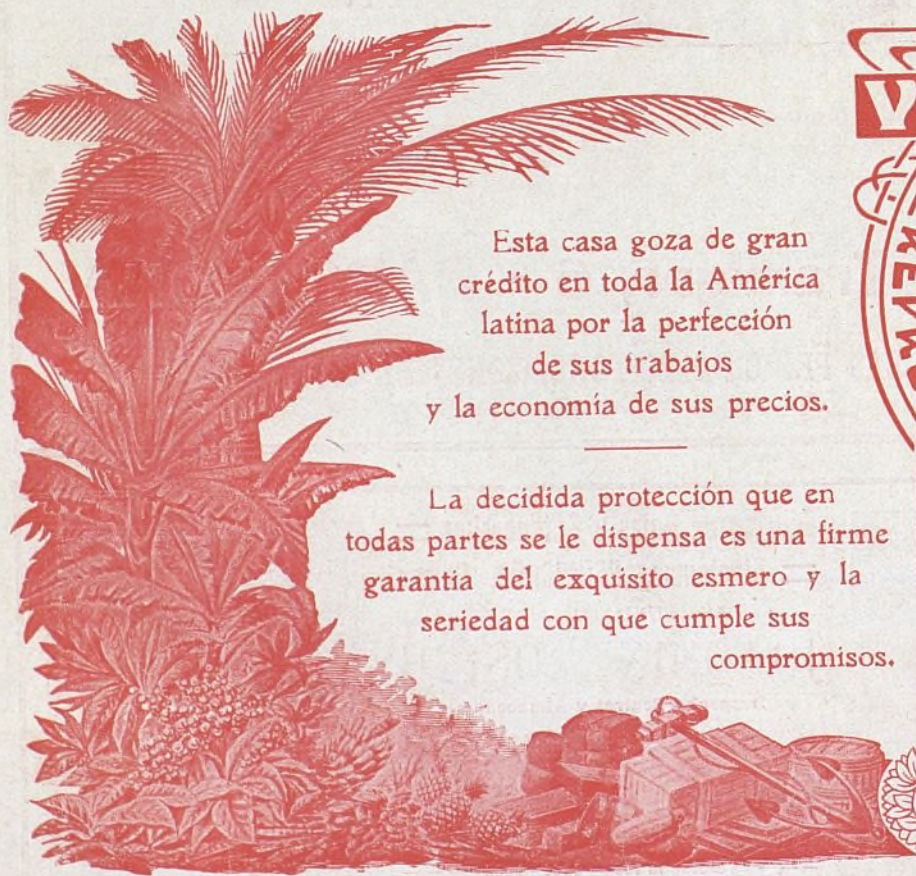 Esta casa goza de gran
crédito en toda la América
latina por la perfeceión
de sus trabajos
y la economía de sus precios.
La decidida protección que en
todas partes se le dispensa es una firme
garantia del exquisito esmero y la
seriedad con que cumple sus
compromisos.